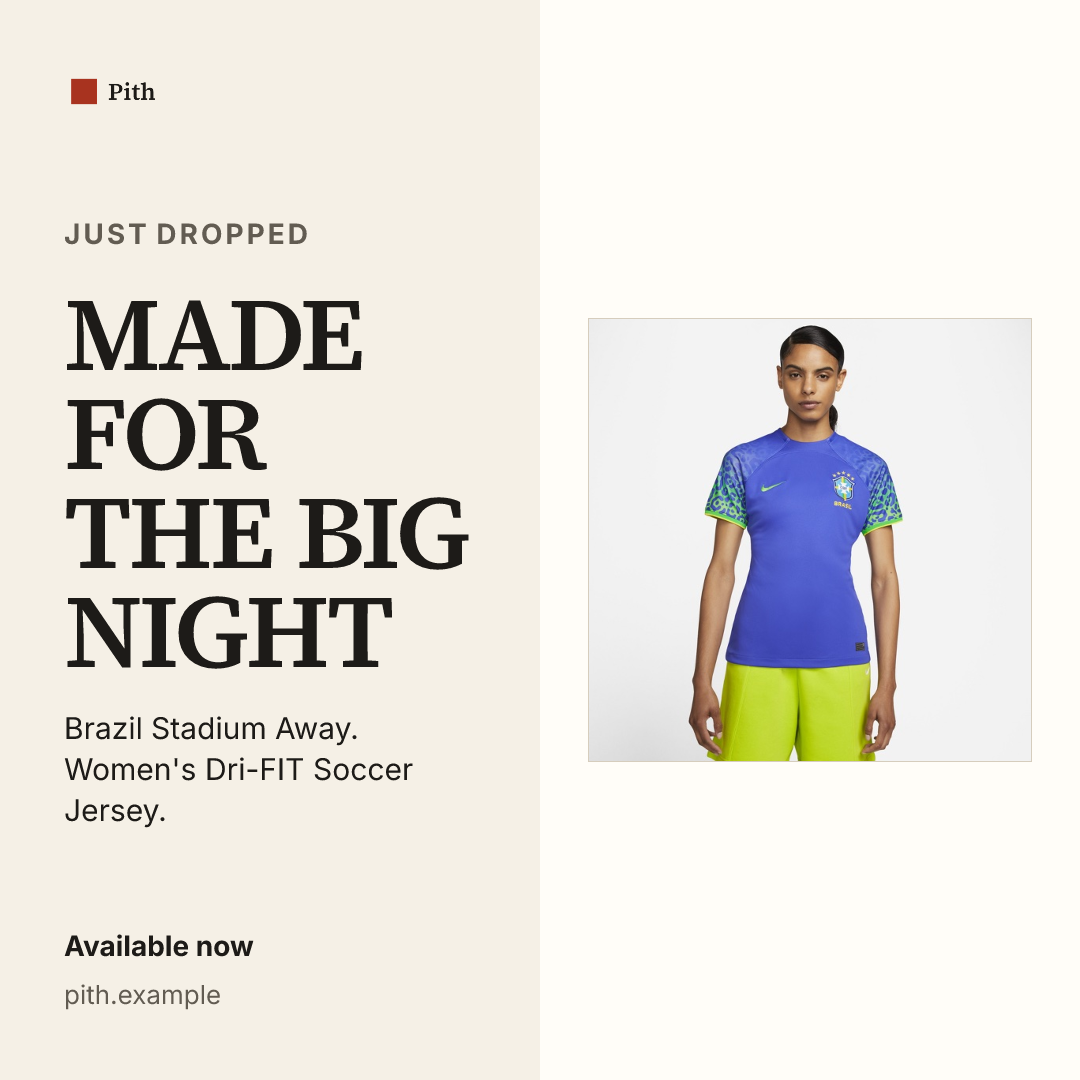 Pith
JUST DROPPED
MADE
FOR
THE BIG
NIGHT
Brazil Stadium Away.
Women's Dri-FIT Soccer
Jersey.
Available now
pith.example
BRASIL